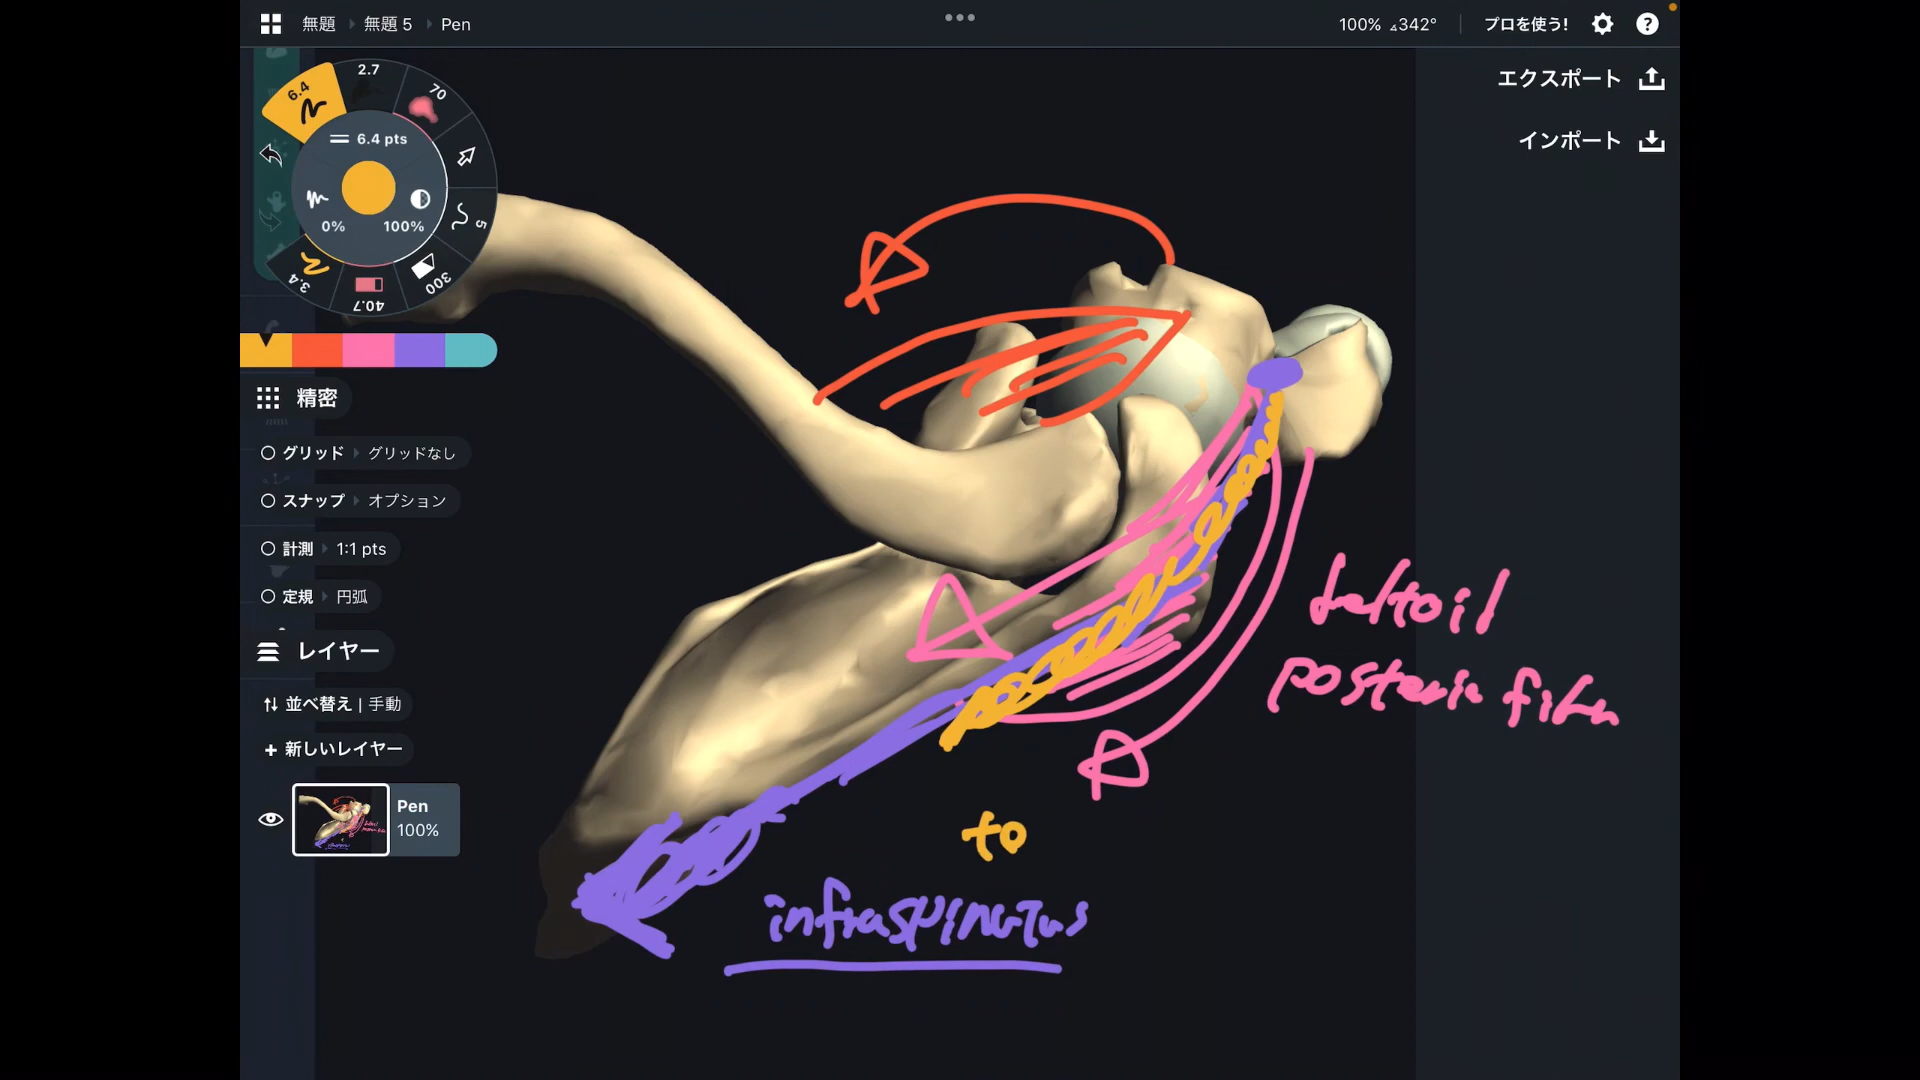 無題 無題 5 Pen
100% ⊿342° プロを使う! ?
エクスポート
インポート
2.7
6.4
70
6.4 pts
5
0% 100%
3.4
40.7
300
精密
グリッド グリッドなし
スナップ オプション
計測 1:1 pts
定規 円弧
レイヤー
並べ替え | 手動
+ 新しいレイヤー
Pen
100%
deltoid
posterior fiber
to
infraspinatus